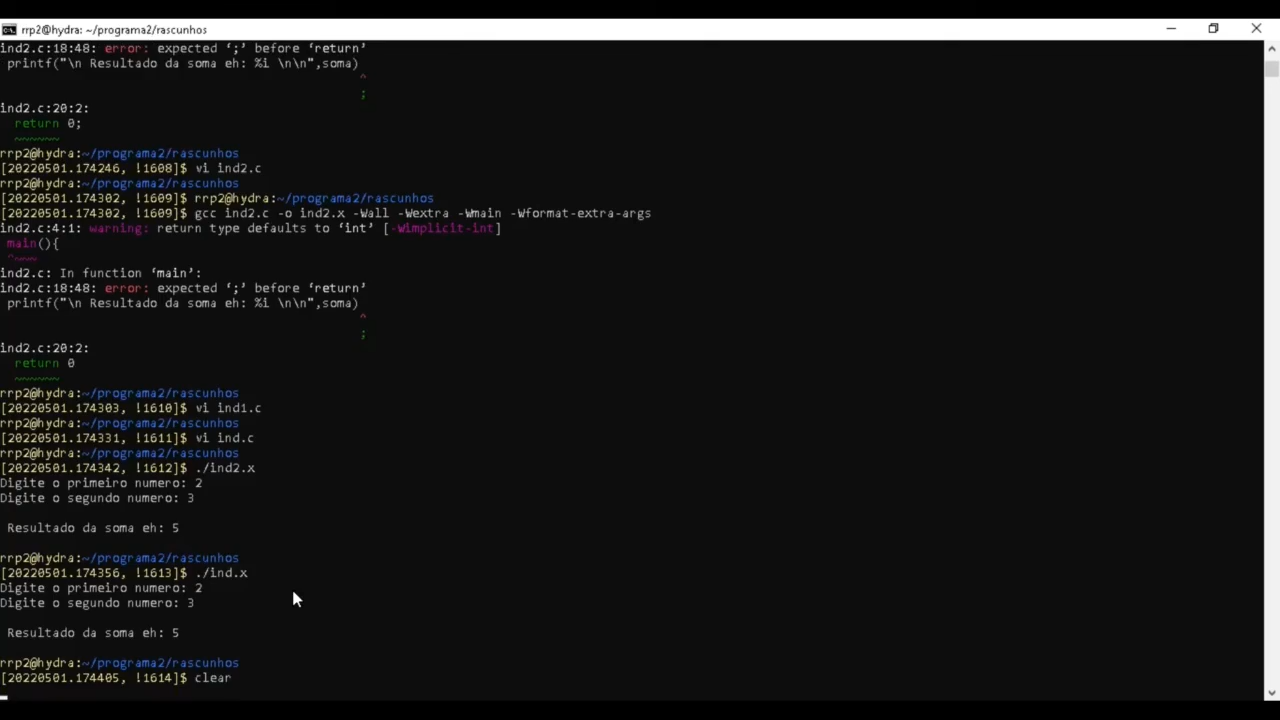 rrp2@hydra: ~/programa2/rascunhos
ind2.c:18:48: error: expected ‘;’ before ‘return’
printf("\n Resultado da soma eh: %i \n\n",soma)
^
;
ind2.c:20:2:
return 0;
~~~~~~
rrp2@hydra:~/programa2/rascunhos
[20220501.174246, !1608]$ vi ind2.c
rrp2@hydra:~/programa2/rascunhos
[20220501.174302, !1609]$ rrp2@hydra:~/programa2/rascunhos
[20220501.174302, !1609]$ gcc ind2.c -o ind2.x -Wall -Wextra -Wmain -Wformat-extra-args
ind2.c:4:1: warning: return type defaults to ‘int’ [-Wimplicit-int]
main(){
^~~~
ind2.c: In function ‘main’:
ind2.c:18:48: error: expected ‘;’ before ‘return’
printf("\n Resultado da soma eh: %i \n\n",soma)
^
;
ind2.c:20:2:
return 0
~~~~~~
rrp2@hydra:~/programa2/rascunhos
[20220501.174303, !1610]$ vi ind1.c
rrp2@hydra:~/programa2/rascunhos
[20220501.174331, !1611]$ vi ind.c
rrp2@hydra:~/programa2/rascunhos
[20220501.174342, !1612]$ ./ind2.x
Digite o primeiro numero: 2
Digite o segundo numero: 3
Resultado da soma eh: 5
rrp2@hydra:~/programa2/rascunhos
[20220501.174356, !1613]$ ./ind.x
Digite o primeiro numero: 2
Digite o segundo numero: 3
Resultado da soma eh: 5
rrp2@hydra:~/programa2/rascunhos
[20220501.174405, !1614]$ clear